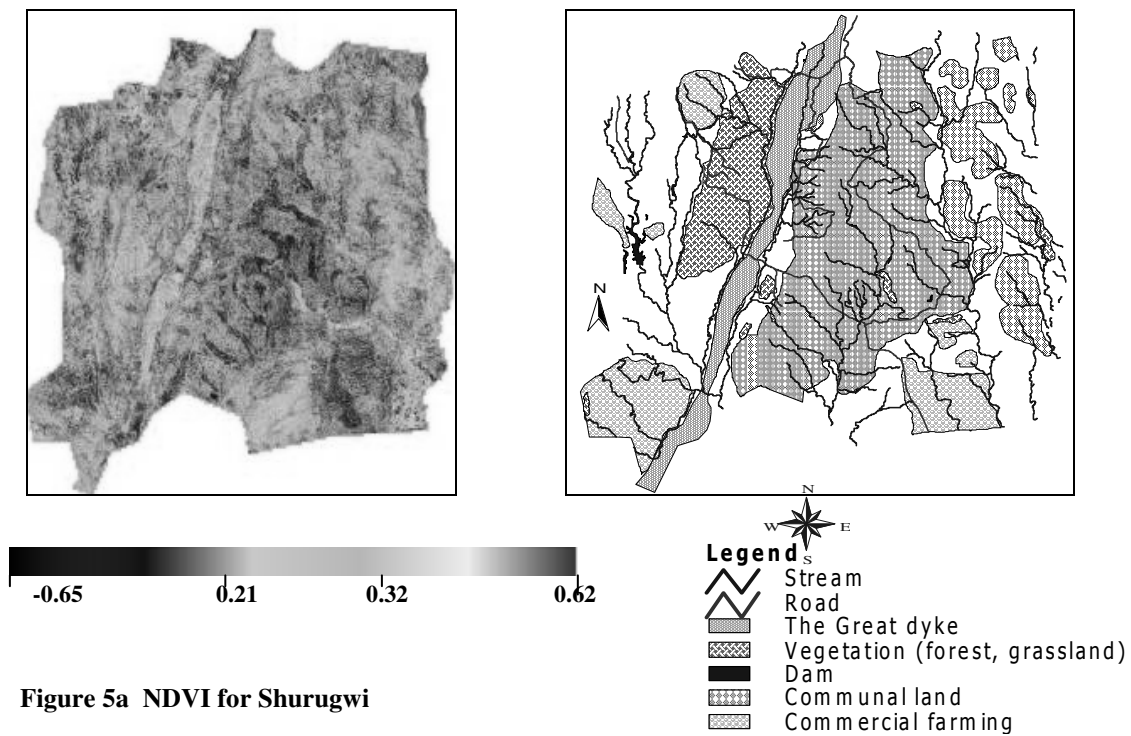 N
-0.65 0.21 0.32 0.62
Figure 5a NDVI for Shurugwi
N
W E
S
Legend
Stream
Road
The Great dyke
Vegetation (forest, grassland)
Dam
Communal land
Commercial farming